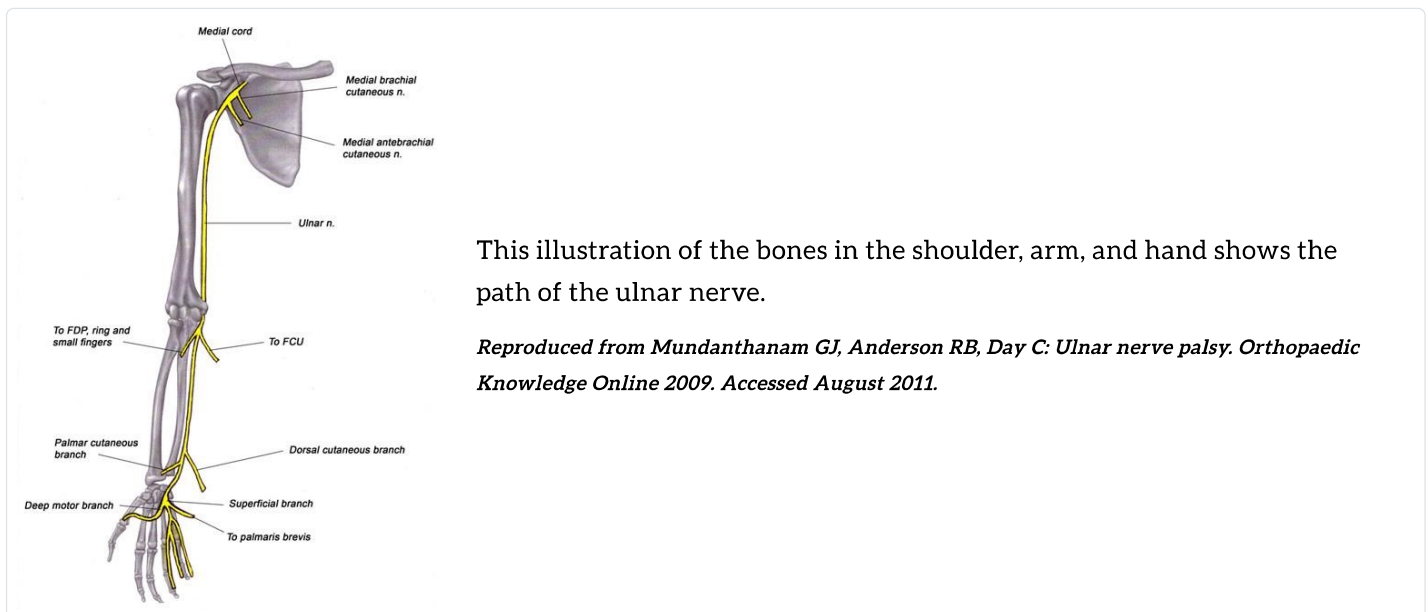 Medial cord
Medial brachial
cutaneous n.
Medial antebrachial
cutaneous n.
Ulnar n.
To FDP, ring and
small fingers
To FCU
Palmar cutaneous
branch
Dorsal cutaneous branch
Deep motor branch
Superficial branch
To palmaris brevis
This illustration of the bones in the shoulder, arm, and hand shows the
path of the ulnar nerve.
Reproduced from Mundanthanam GJ, Anderson RB, Day C: Ulnar nerve palsy. Orthopaedic
Knowledge Online 2009. Accessed August 2011.